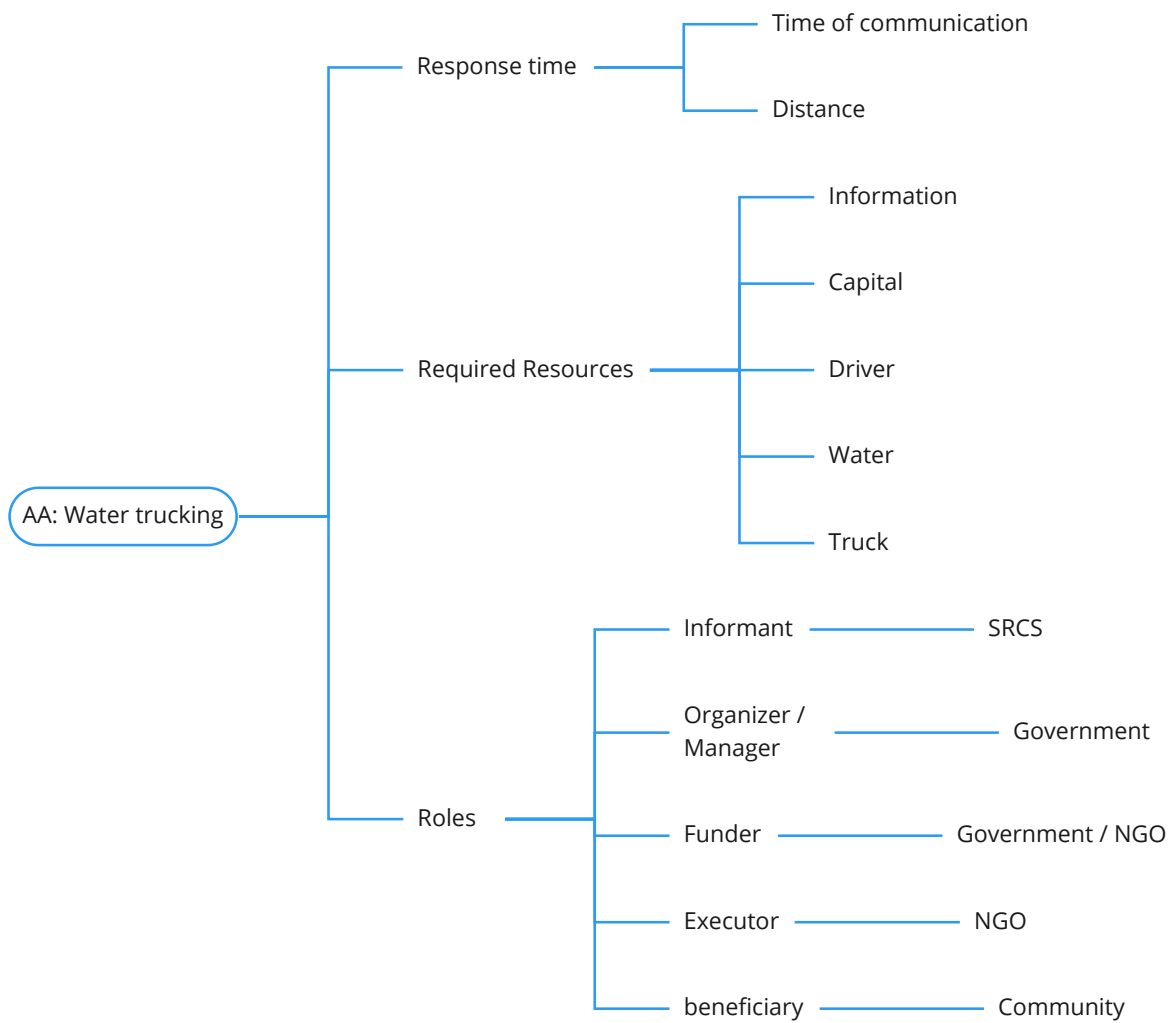 Time of communication
Response time
Distance
Information
Capital
Required Resources
Driver
Water
AA: Water trucking
Truck
Informant
SRCS
Organizer /
Manager
Government
Roles
Funder
Government / NGO
Executor
NGO
beneficiary
Community